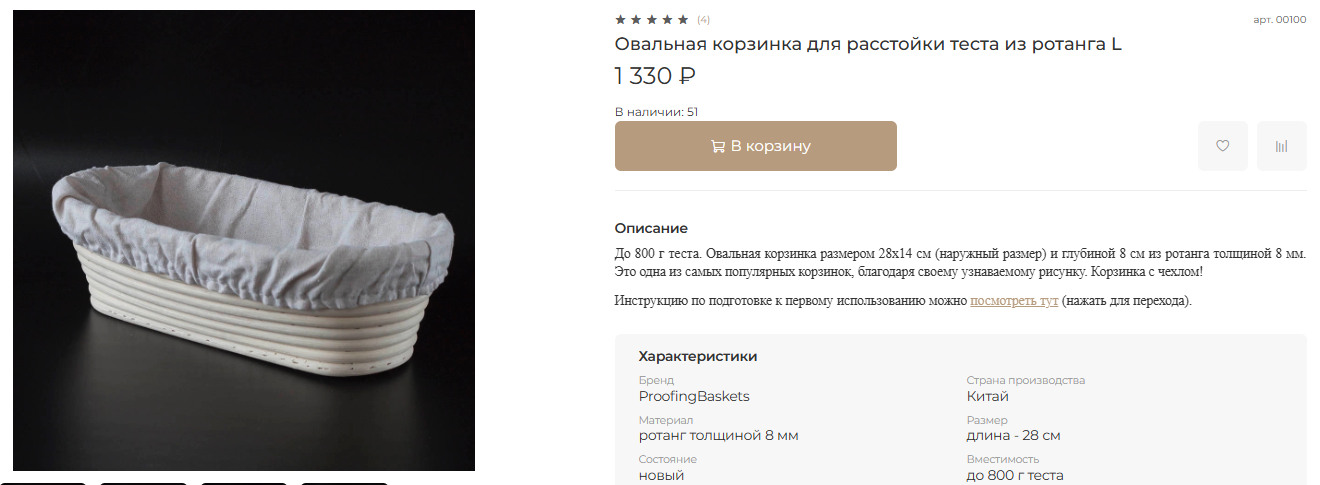 (4)
арт. 00100
Овальная корзинка для расстойки теста из ротанга L
1 330 ₽
В наличии: 51
В корзину
Описание
До 800 г теста. Овальная корзинка размером 28х14 см (наружный размер) и глубиной 8 см из ротанга толщиной 8 мм.
Это одна из самых популярных корзинок, благодаря своему узнаваемому рисунку. Корзинка с чехлом!
Инструкцию по подготовке к первому использованию можно посмотреть тут (нажать для перехода).
Характеристики
Бренд
ProofingBaskets
Страна производства
Китай
Материал
ротанг толщиной 8 мм
Размер
длина - 28 см
Состояние
новый
Вместимость
до 800 г теста